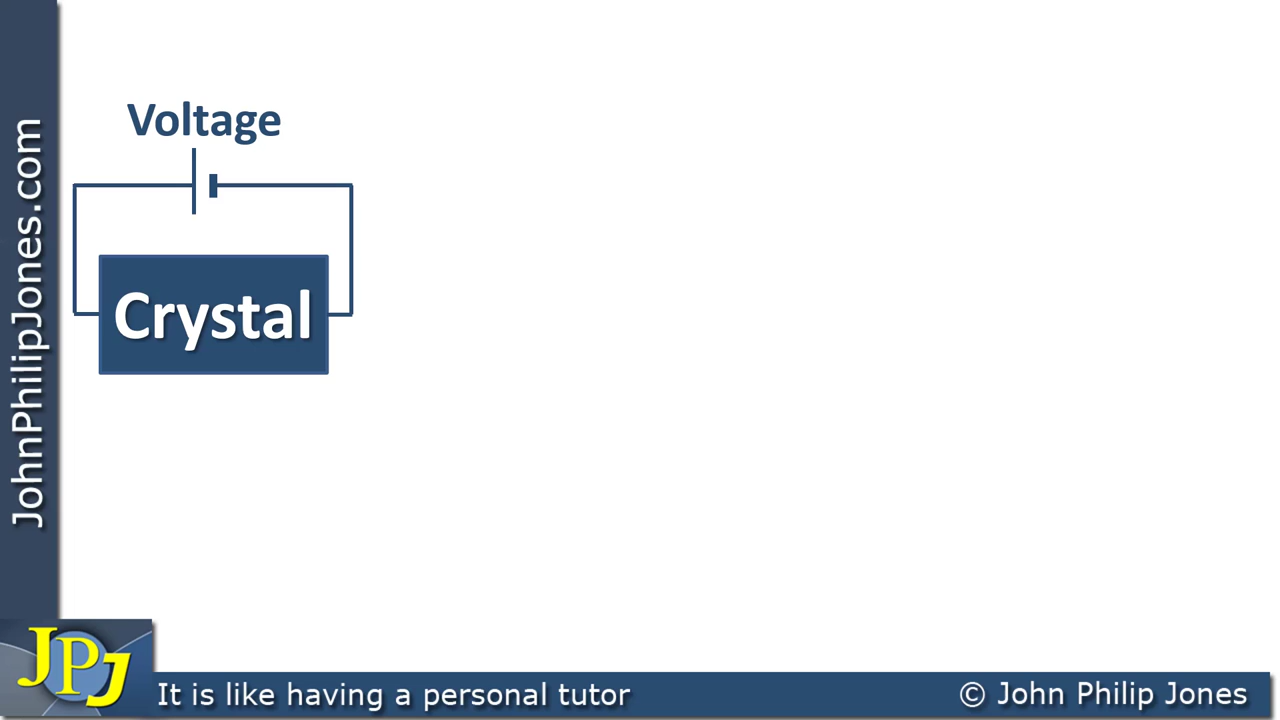 Voltage
Crystal
JohnPhilipJones.com
JPJ
It is like having a personal tutor
© John Philip Jones